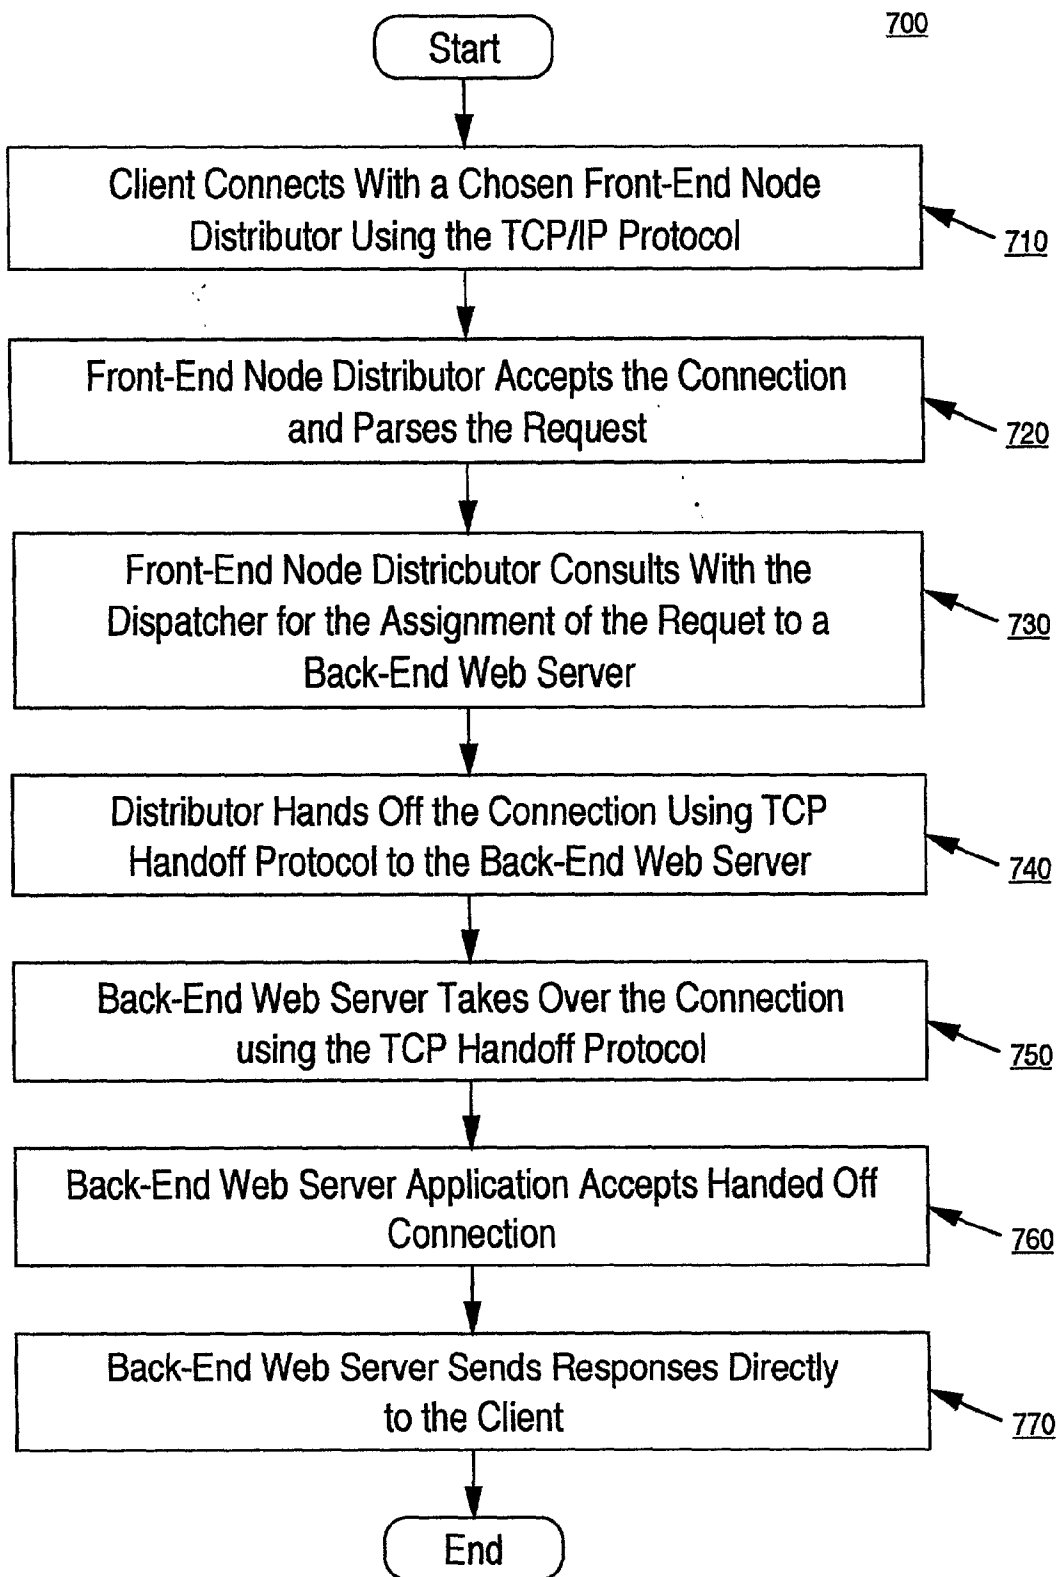 700
Start
Client Connects With a Chosen Front-End Node
Distributor Using the TCP/IP Protocol
710
Front-End Node Distributor Accepts the Connection
and Parses the Request
720
Front-End Node Districbutor Consults With the
Dispatcher for the Assignment of the Requet to a
Back-End Web Server
730
Distributor Hands Off the Connection Using TCP
Handoff Protocol to the Back-End Web Server
740
Back-End Web Server Takes Over the Connection
using the TCP Handoff Protocol
750
Back-End Web Server Application Accepts Handed Off
Connection
760
Back-End Web Server Sends Responses Directly
to the Client
770
End